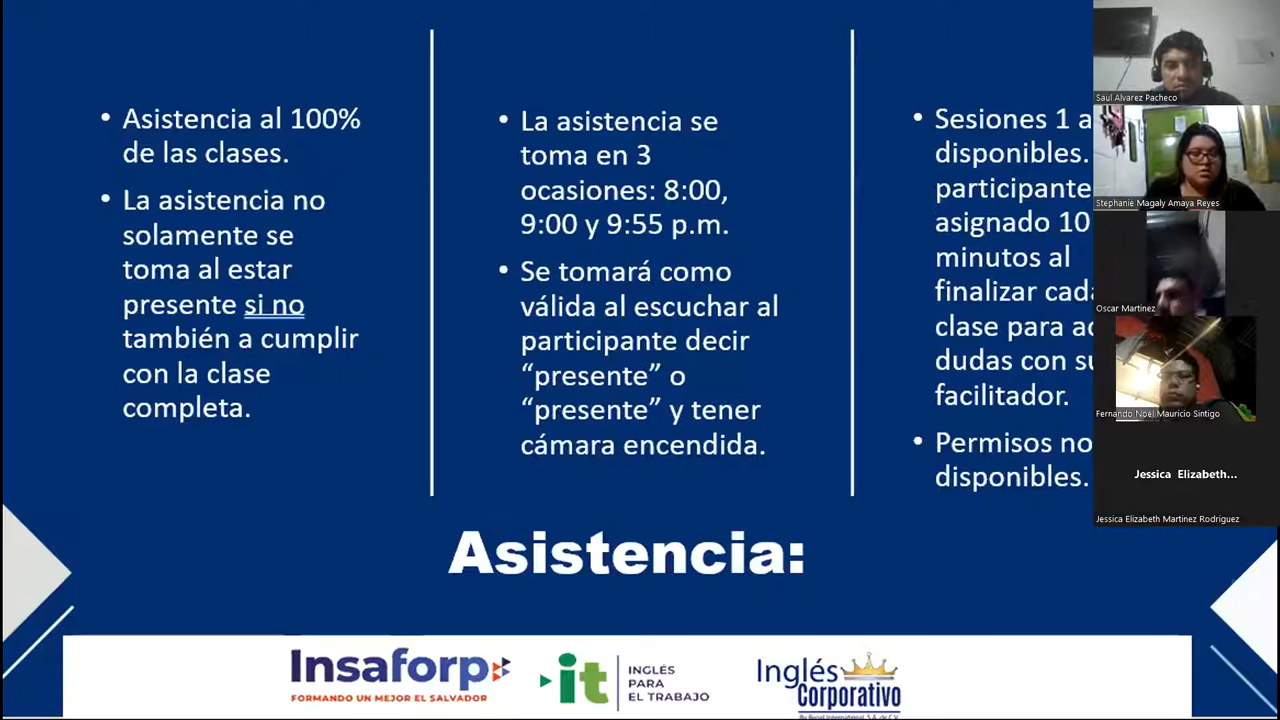 • Asistencia al 100%
de las clases.
• La asistencia no
solamente se
toma al estar
presente si no
también a cumplir
con la clase
completa.
• La asistencia se
toma en 3
ocasiones: 8:00,
9:00 y 9:55 p.m.
• Se tomará como
válida al escuchar al
participante decir
“presente” o
“presente” y tener
cámara encendida.
• Sesiones 1 a
disponibles.
participante
asignado 10
minutos al
finalizar cada
clase para
dudas con su
facilitador.
• Permisos no
disponibles.
Asistencia:
Insaforp
FORMANDO UN MEJOR EL SALVADOR
it
INGLÉS
PARA
EL TRABAJO
Inglés
Corporativo
Saul Alvarez Pacheco
Stephanie Magaly Amaya Reyes
Oscar Martinez
Fernando Noel Mauricio Sintigo
Jessica Elizabeth...
Jessica Elizabeth Martinez Rodriguez